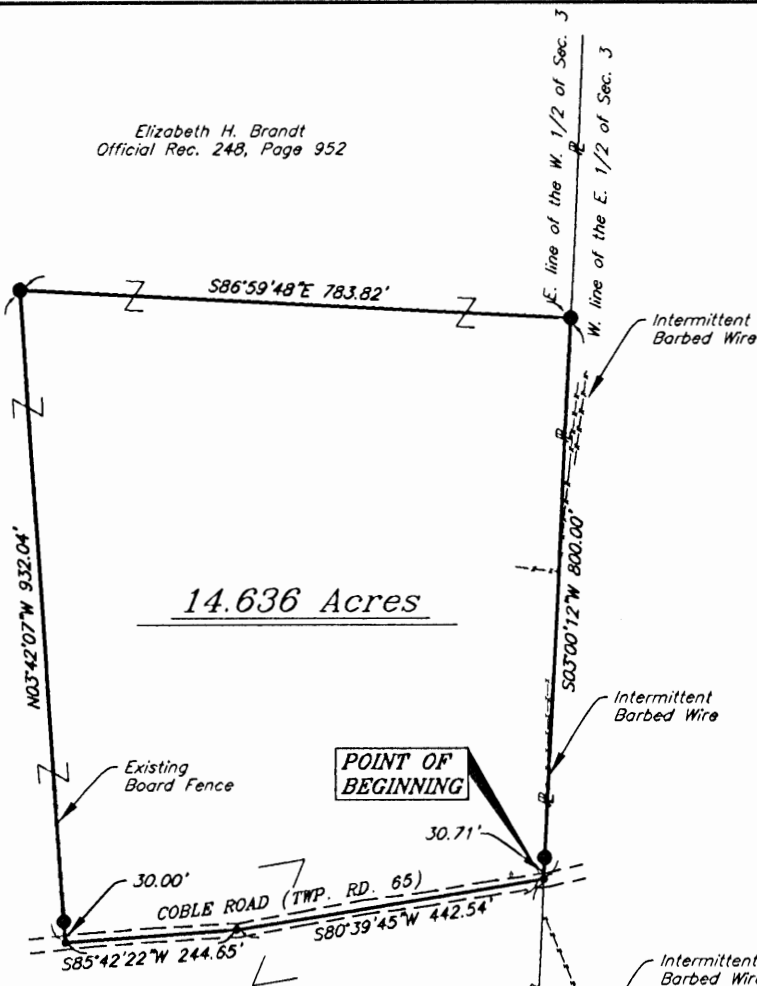 E. line of the W. 1/2 of Sec. 3
W. line of the E. 1/2 of Sec. 3
Elizabeth H. Brandt
Official Rec. 248, Page 952
S86°59'48"E 783.82'
Intermittent
Barbed Wire
N03°42'07"W 932.04'
S03°00'12"W 800.00'
14.636 Acres
Intermittent
Barbed Wire
Existing
Board Fence
POINT OF
BEGINNING
30.71'
30.00'
COBLE ROAD (TWP. RD. 65)
S80°39'45"W 442.54'
S85°42'22"W 244.65'
Intermittent
Barbed Wire